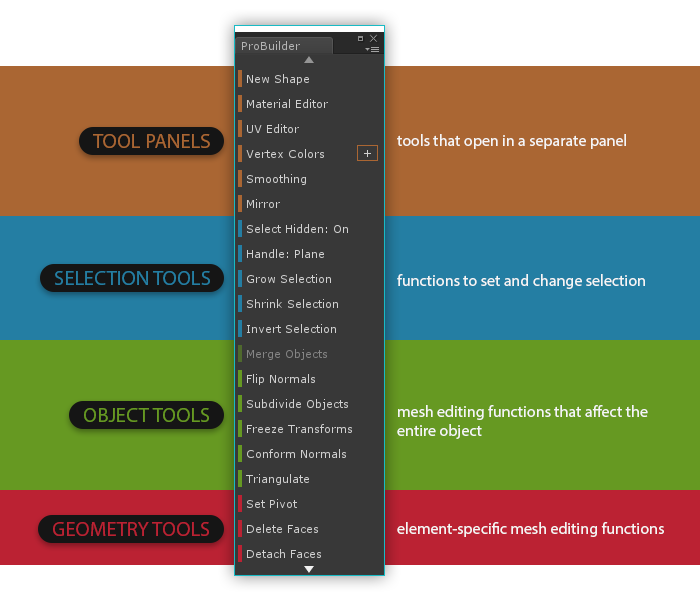 ProBuilder
New Shape
Material Editor
UV Editor
Vertex Colors +
Smoothing
Mirror
Select Hidden: On
Handle: Plane
Grow Selection
Shrink Selection
Invert Selection
Merge Objects
Flip Normals
Subdivide Objects
Freeze Transforms
Conform Normals
Triangulate
Set Pivot
Delete Faces
Detach Faces
TOOL PANELS
tools that open in a separate panel
SELECTION TOOLS
functions to set and change selection
OBJECT TOOLS
mesh editing functions that affect the
entire object
GEOMETRY TOOLS
element-specific mesh editing functions